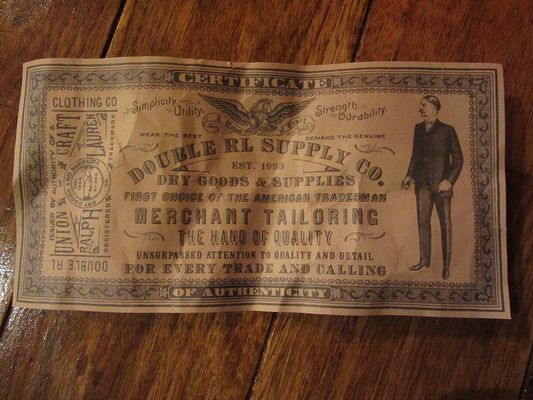 CERTIFICATE
CLOTHING CO
CRAFT
LAUREN
UNION
RALPH
DOUBLE RL
AN AUTHORITY OF A
TRADEMARK
REGISTERED
Simplicity, Utility,
Strength, Durability.
WEAR THE BEST
DEMAND THE GENUINE
DOUBLE RL SUPPLY CO.
EST. 1993
DRY GOODS & SUPPLIES
FIRST CHOICE OF THE AMERICAN TRADESMAN
MERCHANT TAILORING
THE HAND OF QUALITY
UNSURPASSED ATTENTION TO QUALITY AND DETAIL
FOR EVERY TRADE AND CALLING
OF AUTHENTICITY